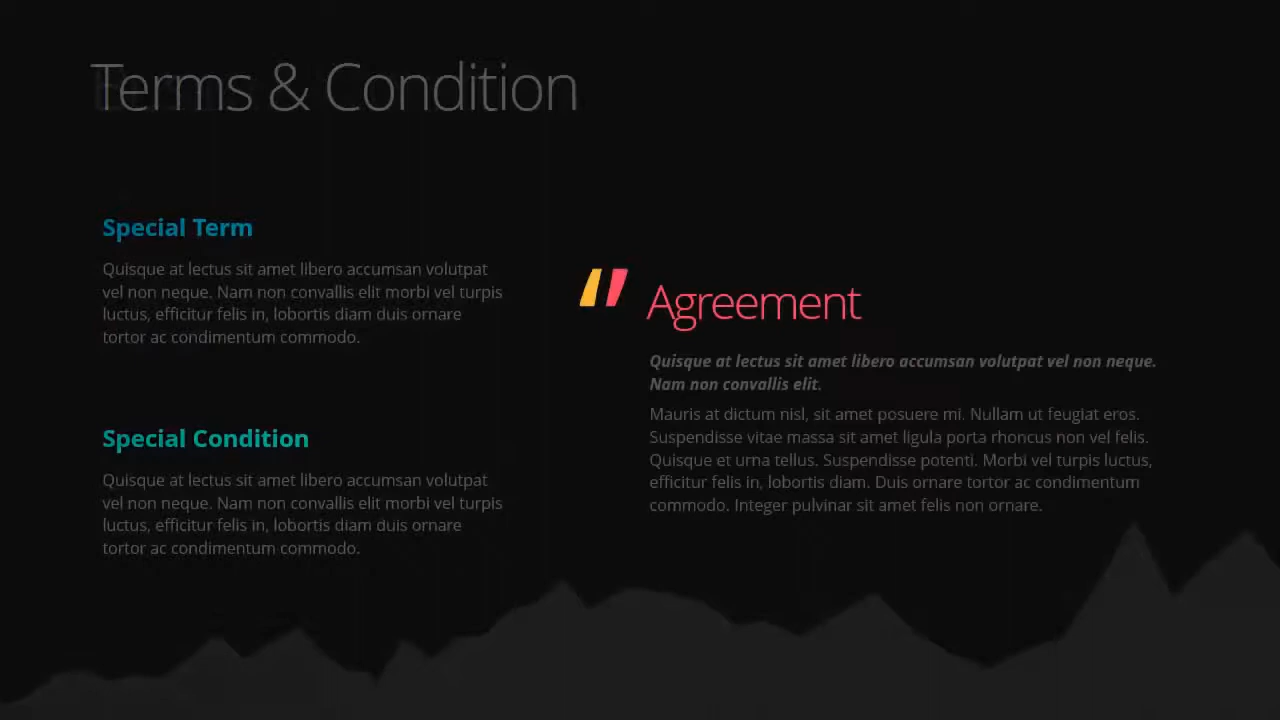 Terms & Condition
Special Term
Quisque at lectus sit amet libero accumsan volutpat
vel non neque. Nam non convallis elit morbi vel turpis
luctus, efficitur felis in, lobortis diam duis ornare
tortor ac condimentum commodo.
Special Condition
Quisque at lectus sit amet libero accumsan volutpat
vel non neque. Nam non convallis elit morbi vel turpis
luctus, efficitur felis in, lobortis diam duis ornare
tortor ac condimentum commodo.
" Agreement
Quisque at lectus sit amet libero accumsan volutpat vel non neque.
Nam non convallis elit.
Mauris at dictum nisl, sit amet posuere mi. Nullam ut feugiat eros.
Suspendisse vitae massa sit amet ligula porta rhoncus non vel felis.
Quisque et urna tellus. Suspendisse potenti. Morbi vel turpis luctus,
efficitur felis in, lobortis diam. Duis ornare tortor ac condimentum
commodo. Integer pulvinar sit amet felis non ornare.